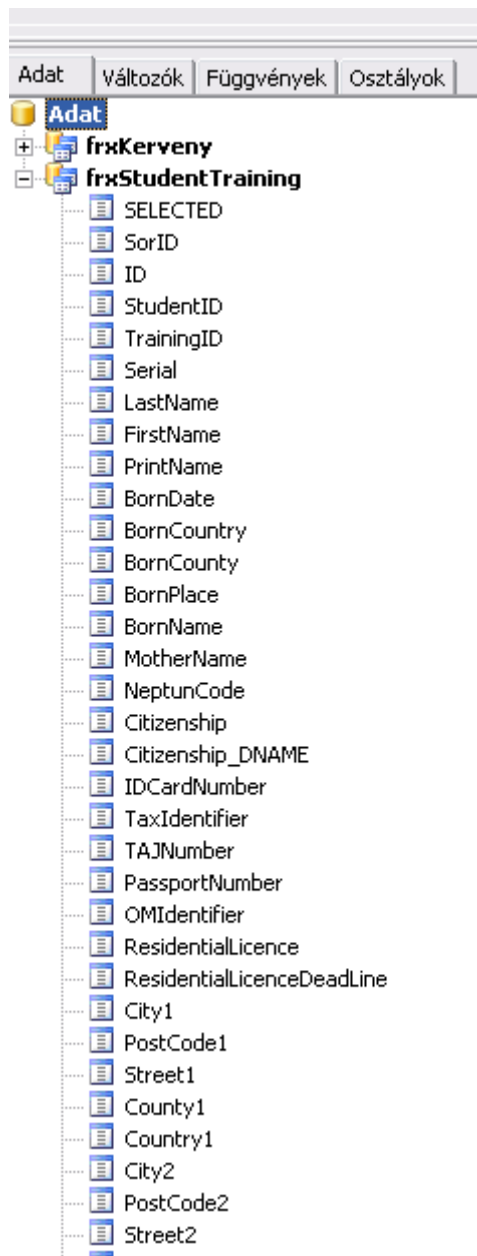 Adat Változók Függvények Osztályok
Adat
frxKerveny
frxStudentTraining
SELECTED
SorID
ID
StudentID
TrainingID
Serial
LastName
FirstName
PrintName
BornDate
BornCountry
BornCounty
BornPlace
BornName
MotherName
NeptunCode
Citizenship
Citizenship_DNAME
IDCardNumber
TaxIdentifier
TAJNumber
PassportNumber
OMIdentifier
ResidentialLicence
ResidentialLicenceDeadLine
City1
PostCode1
Street1
County1
Country1
City2
PostCode2
Street2